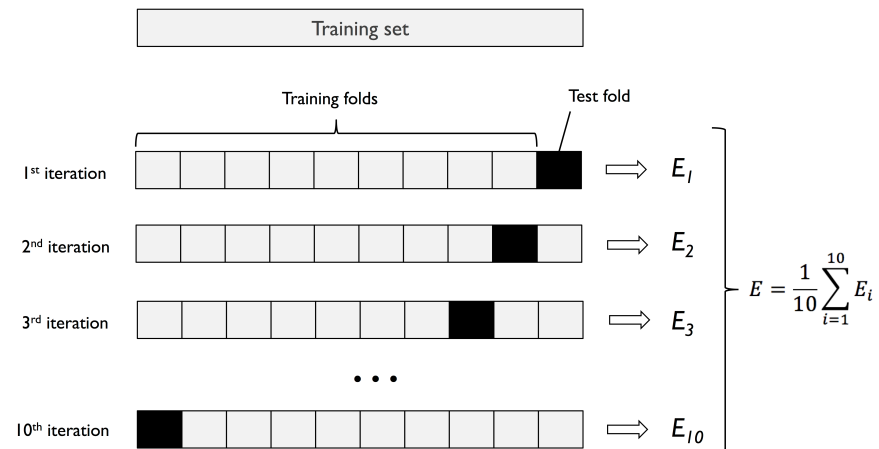 Training set
Training folds
Test fold
1st iteration
E1
2nd iteration
E2
3rd iteration
E3
...
10th iteration
E10
E = 1/10 ∑ i=1 10 Ei